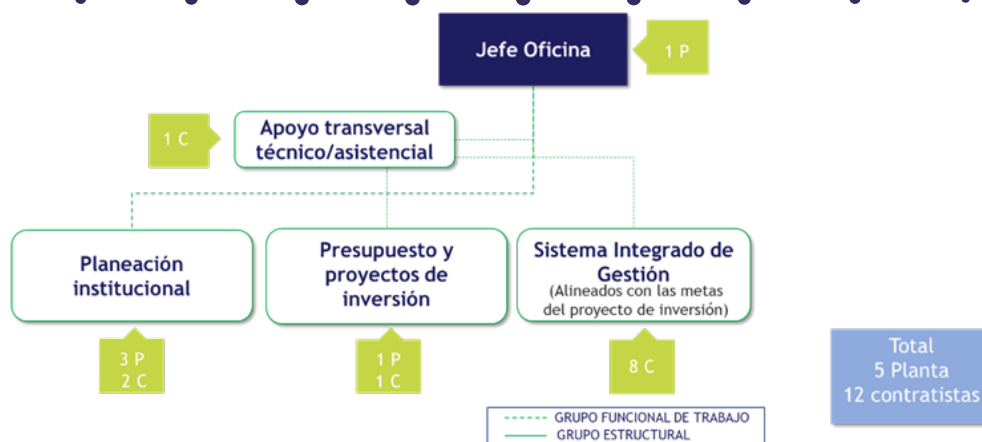 Jefe Oficina
1 P
1 C
Apoyo transversal
técnico/asistencial
Planeación
institucional
Presupuesto y
proyectos de
inversión
Sistema Integrado de
Gestión
(Alineados con las metas
del proyecto de inversión)
3 P
2 C
1 P
1 C
8 C
Total
5 Planta
12 contratistas
GRUPO FUNCIONAL DE TRABAJO
GRUPO ESTRUCTURAL